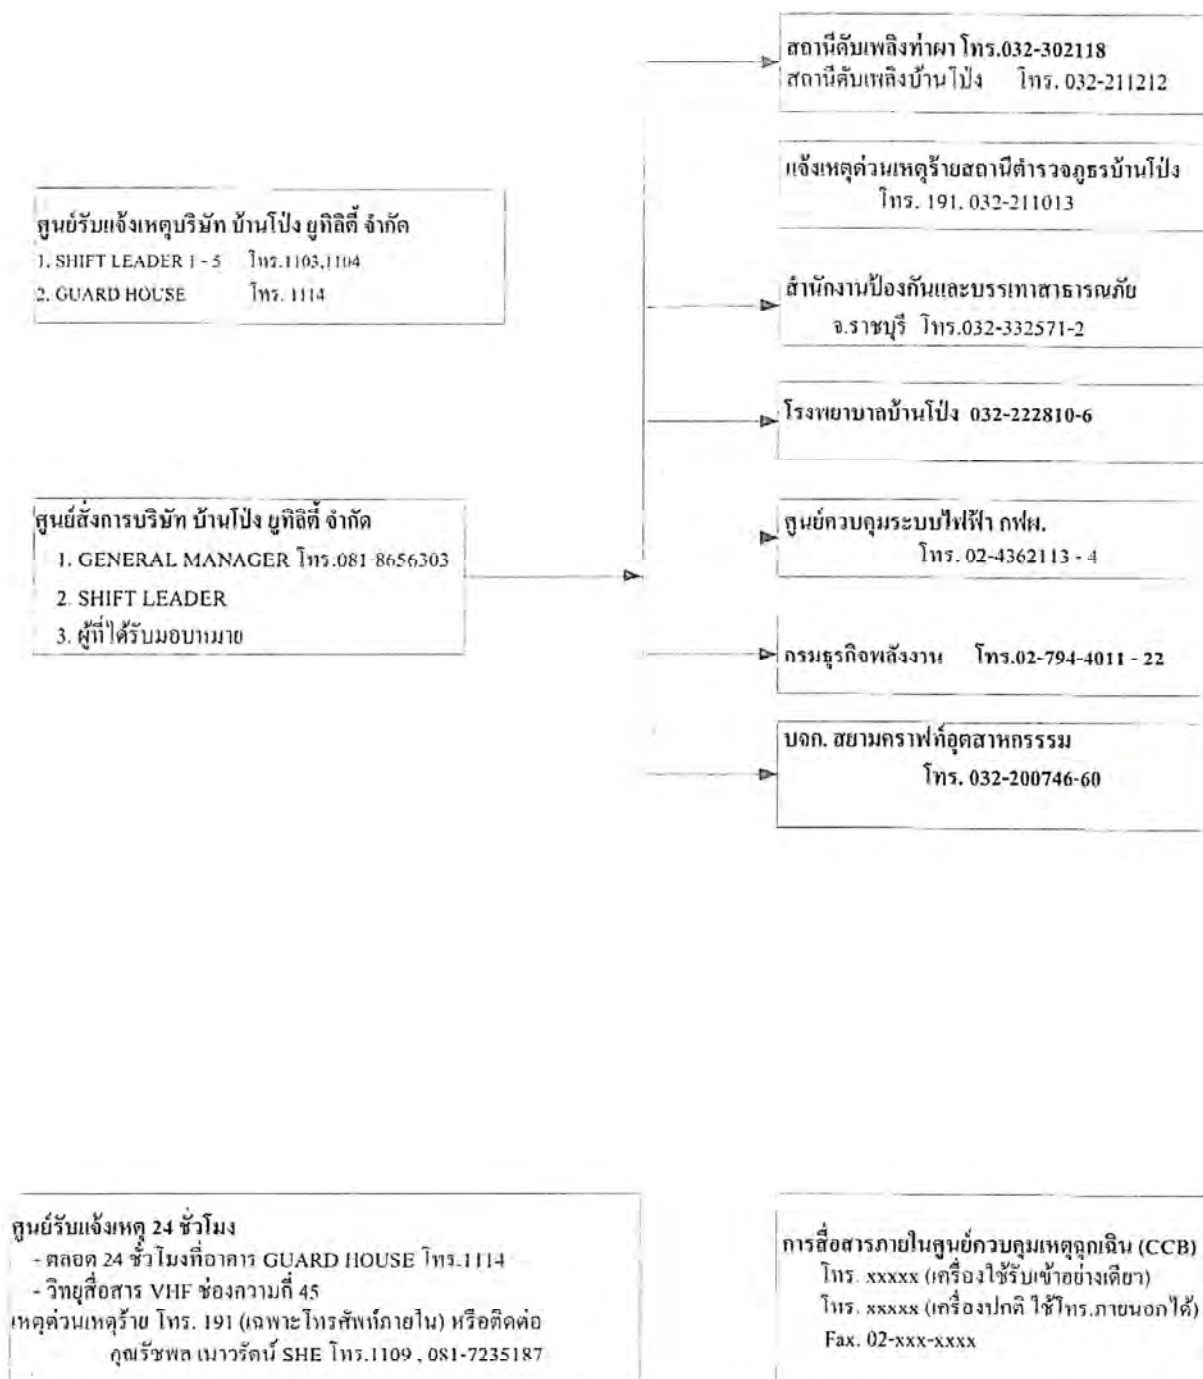 สถานีดับเพลิงท่าผา โทร.032-302118
สถานีดับเพลิงบ้านโป่ง โทร. 032-211212
แจ้งเหตุด่วนเหตุร้ายสถานีตำรวจภูธรบ้านโป่ง
โทร. 191. 032-211013
ศูนย์รับแจ้งเหตุบริษัท บ้านโป่ง ยูทิลิตี้ จำกัด
1. SHIFT LEADER 1 - 5 โทร.1103,1104
2. GUARD HOUSE โทร. 1114
สำนักงานป้องกันและบรรเทาสาธารณภัย
จ.ราชบุรี โทร.032-332571-2
โรงพยาบาลบ้านโป่ง 032-222810-6
ศูนย์สั่งการบริษัท บ้านโป่ง ยูทิลิตี้ จำกัด
1. GENERAL MANAGER โทร.081-8656303
2. SHIFT LEADER
3. ผู้ที่ได้รับมอบหมาย
ศูนย์ควบคุมระบบไฟฟ้า กฟผ.
โทร. 02-4362113 - 4
กรมธุรกิจพลังงาน โทร.02-794-4011 - 22
บจก. สยามคราฟท์อุตสาหกรรรม
โทร. 032-200746-60
ศูนย์รับแจ้งเหตุ 24 ชั่วโมง
- ตลอด 24 ชั่วโมงที่อาคาร GUARD HOUSE โทร.1114
- วิทยุสื่อสาร VHF ช่องความถี่ 45
เหตุด่วนเหตุร้าย โทร. 191 (เฉพาะโทรศัพท์ภายใน) หรือติดต่อ
คุณรัชพล เนาวรัตน์ SHE โทร.1109 , 081-7235187
การสื่อสารภายในศูนย์ควบคุมเหตุฉุกเฉิน (CCB)
โทร. xxxxx (เครื่องใช้รับเข้าอย่างเดียว)
โทร. xxxxx (เครื่องปกติ ใช้โทร.ภายนอกได้)
Fax. 02-xxx-xxxx